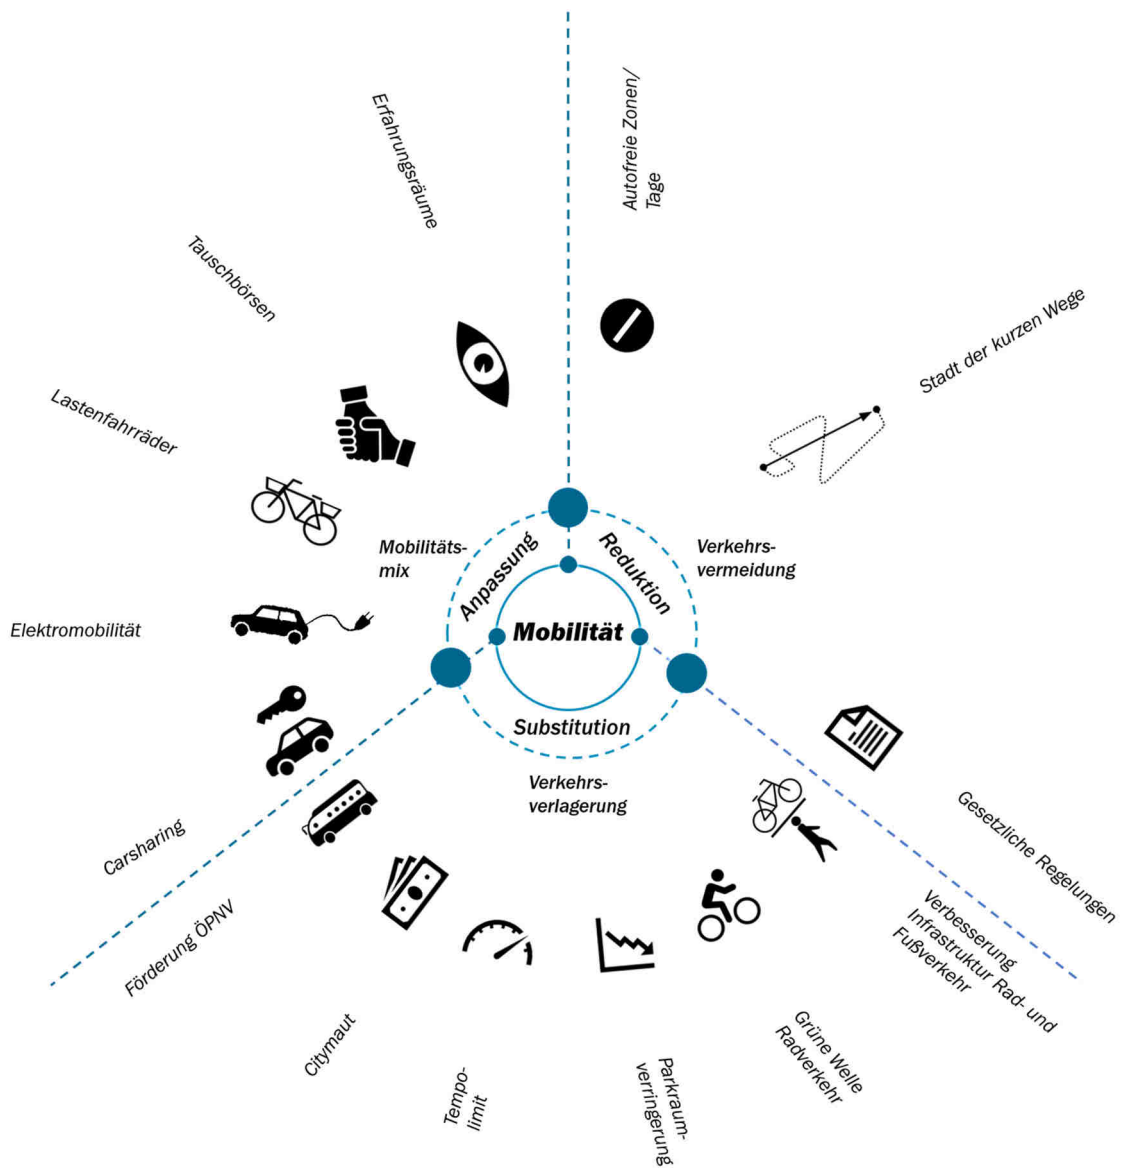 Autofreie Zonen/
Tage
Erfahrungsräume
Tauschbörsen
Stadt der kurzen Wege
Lastenfahrräder
Mobilitäts-
mix
Anpassung
Reduktion
Verkehrs-
vermeidung
Mobilität
Elektromobilität
Substitution
Verkehrs-
verlagerung
Carsharing
Gesetzliche Regelungen
Förderung ÖPNV
Verbesserung
Infrastruktur Rad- und
Fußverkehr
Citymaut
Tempo-
limit
Parkraum-
verringerung
Grüne Welle
Radverkehr